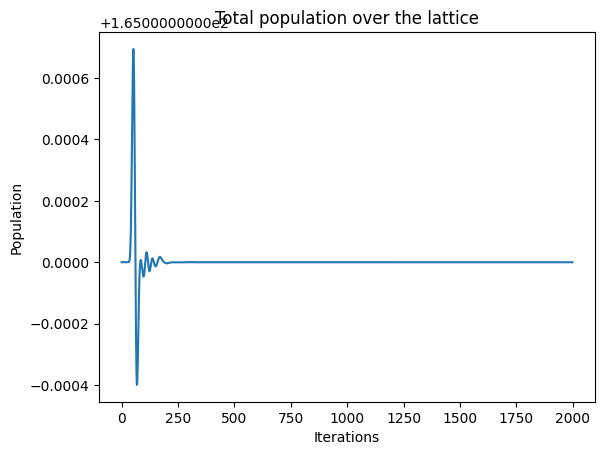 Total population over the lattice
+1.6500000000e2
0.0006
0.0004
0.0002
0.0000
−0.0002
−0.0004
Population
0 250 500 750 1000 1250 1500 1750 2000
Iterations